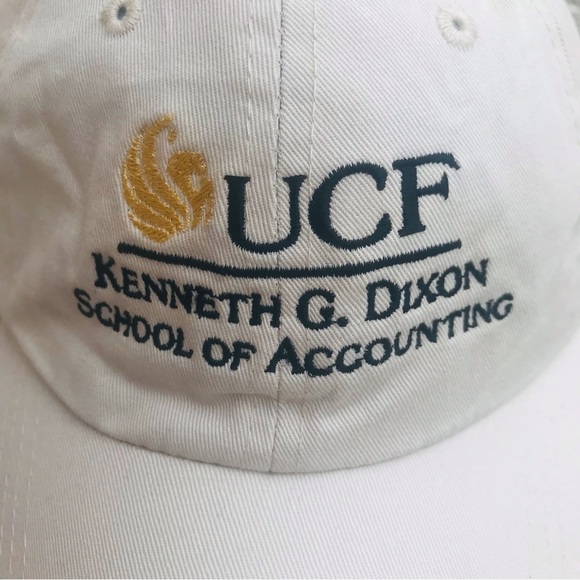 UCF
KENNETH G. DIXON
SCHOOL OF ACCOUNTING